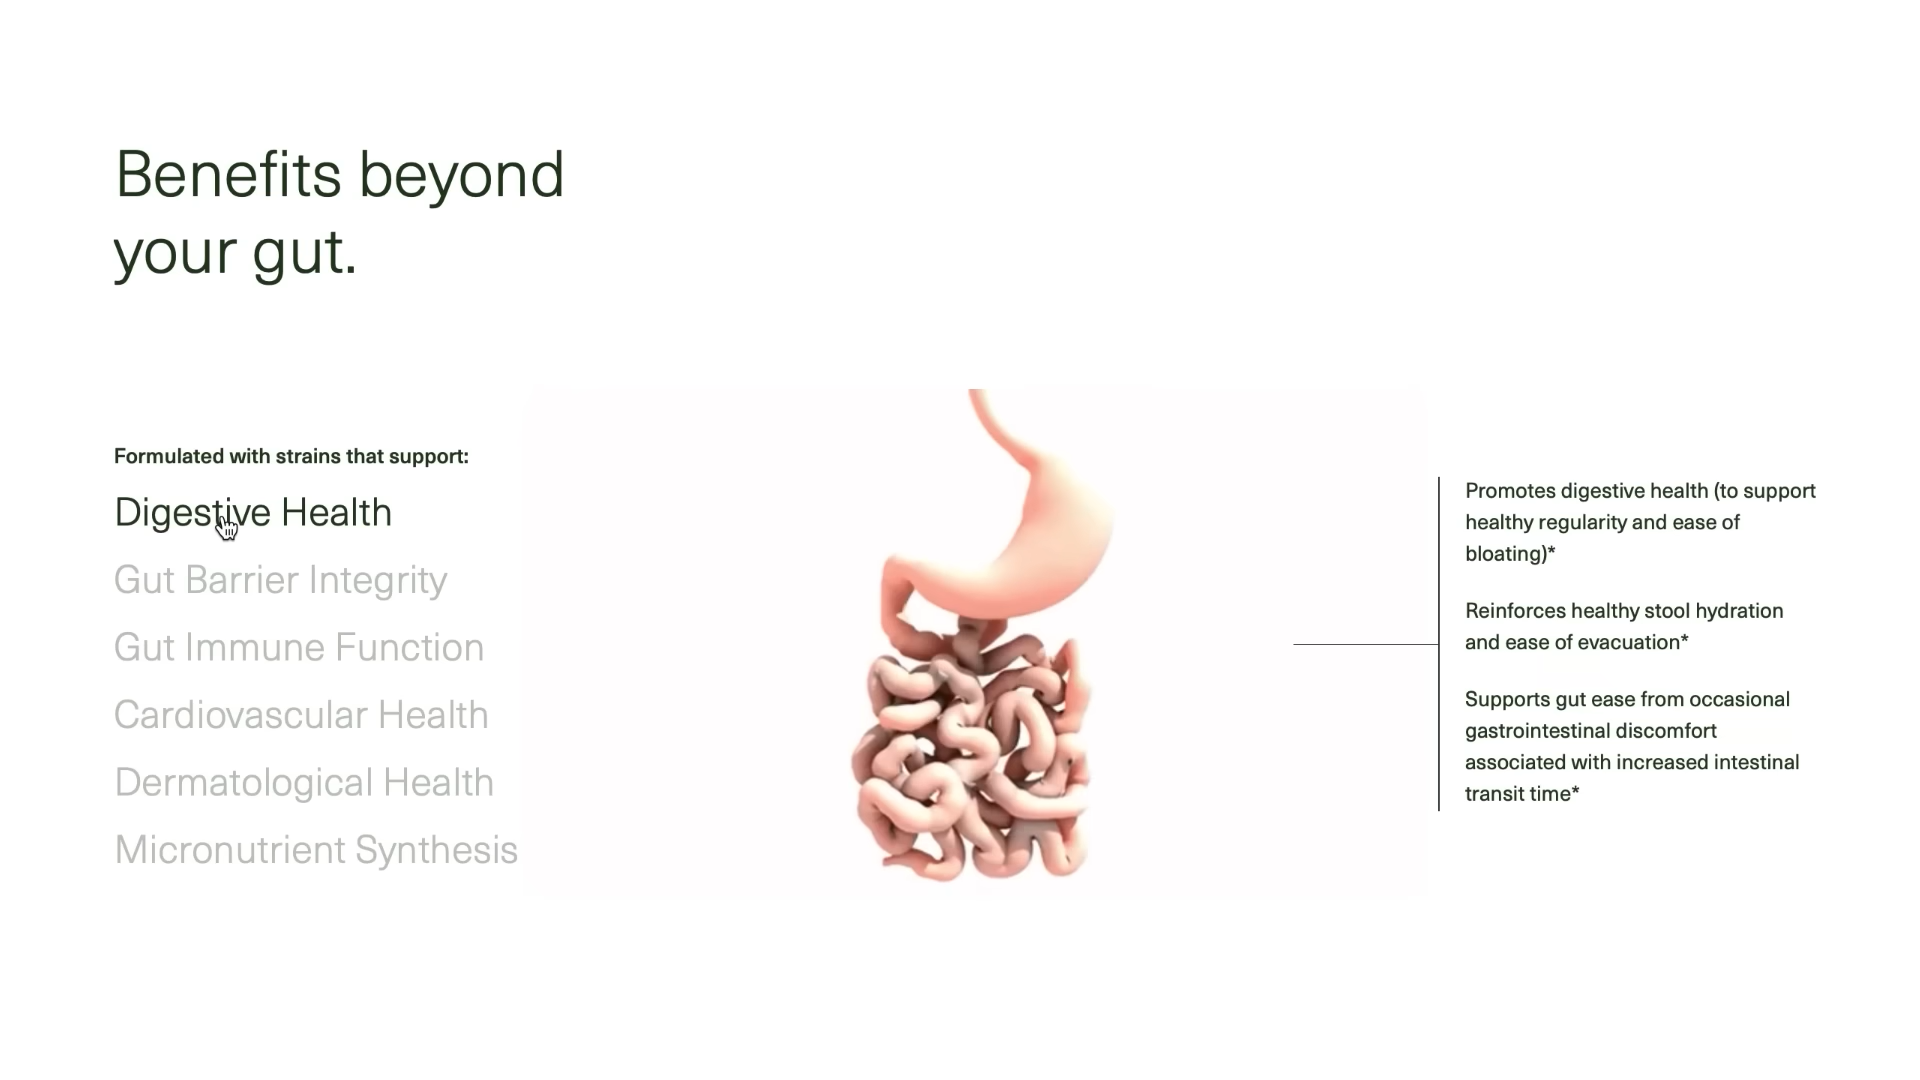 Benefits beyond
your gut.
Formulated with strains that support:
Digestive Health
Gut Barrier Integrity
Gut Immune Function
Cardiovascular Health
Dermatological Health
Micronutrient Synthesis
Promotes digestive health (to support
healthy regularity and ease of
bloating)*
Reinforces healthy stool hydration
and ease of evacuation*
Supports gut ease from occasional
gastrointestinal discomfort
associated with increased intestinal
transit time*